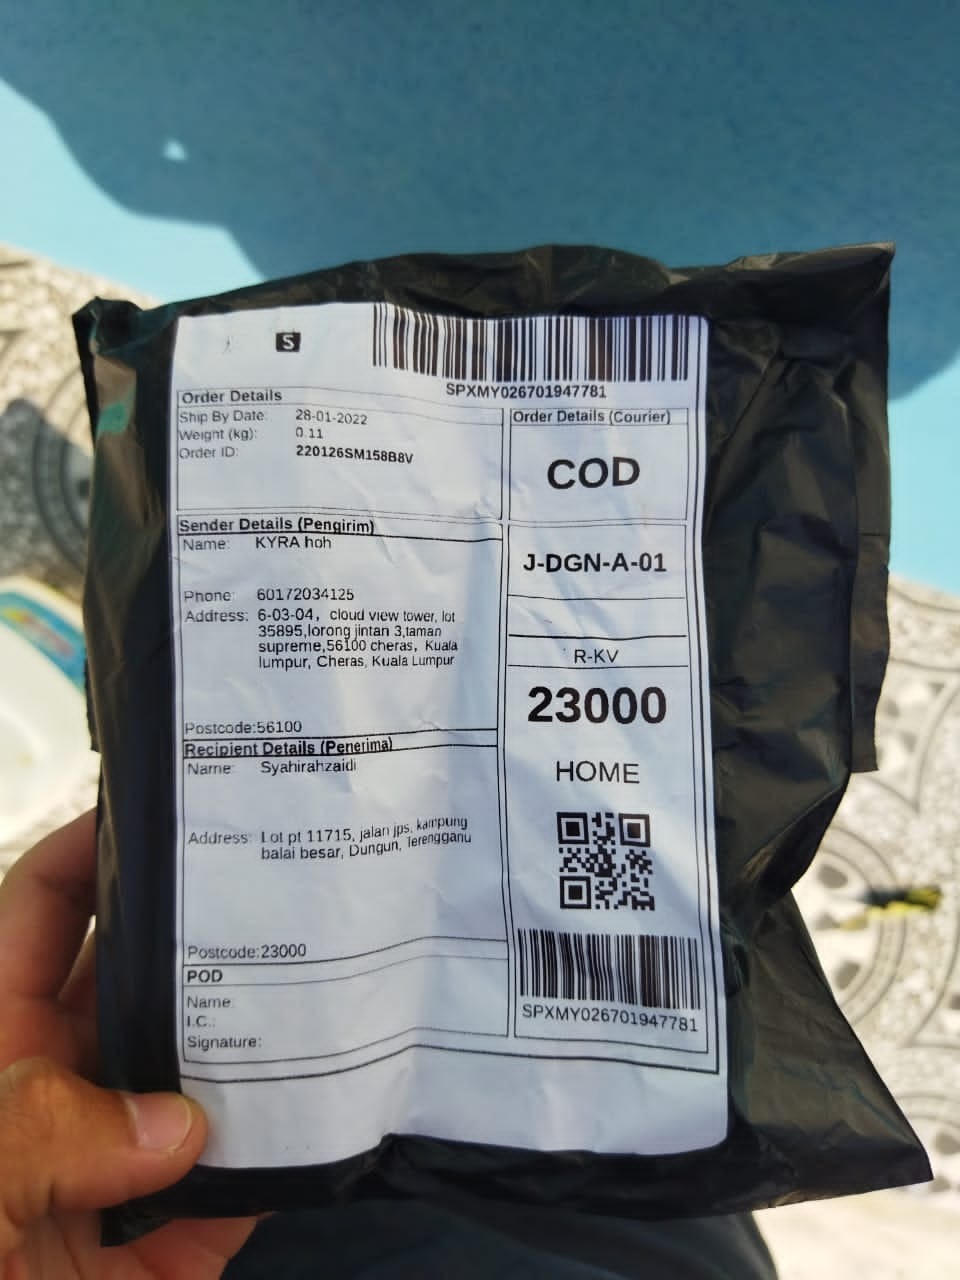 S
SPXMY026701947781
Order Details
Ship By Date: 28-01-2022
Weight (kg): 0.11
Order ID: 220126SM158B8V
Order Details (Courier)
COD
Sender Details (Pengirim)
Name: KYRA hoh
Phone: 60172034125
Address: 6-03-04, cloud view tower, lot
35895,lorong jintan 3,taman
supreme,56100 cheras, Kuala
lumpur, Cheras, Kuala Lumpur
Postcode:56100
J-DGN-A-01
R-KV
23000
HOME
Recipient Details (Penerima)
Name: Syahirahzaidi
Address: Lot pt 11715, jalan jps, kampung
balai besar, Dungun, Terengganu
Postcode:23000
POD
Name:
I.C.:
Signature:
SPXMY026701947781